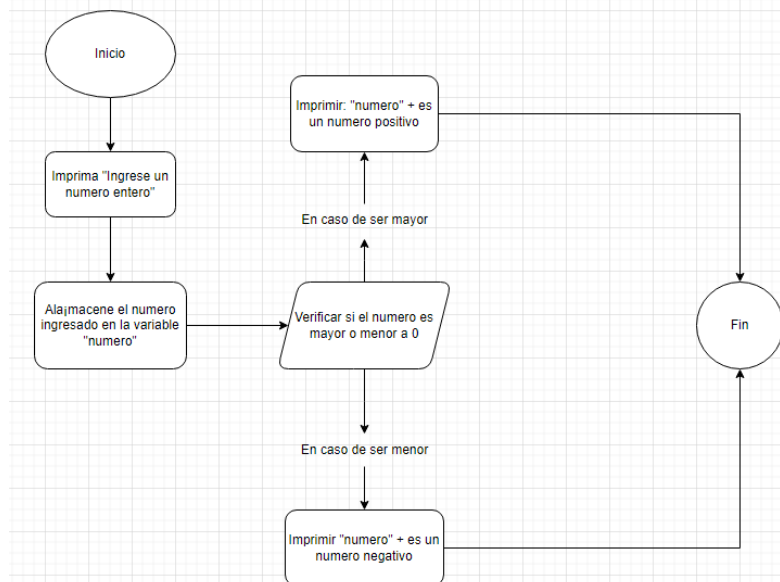 Inicio
Imprima "Ingrese un
numero entero"
Ala¡macene el numero
ingresado en la variable
"numero"
Verificar si el numero es
mayor o menor a 0
En caso de ser mayor
Imprimir: "numero" + es
un numero positivo
En caso de ser menor
Imprimir "numero" + es un
numero negativo
Fin